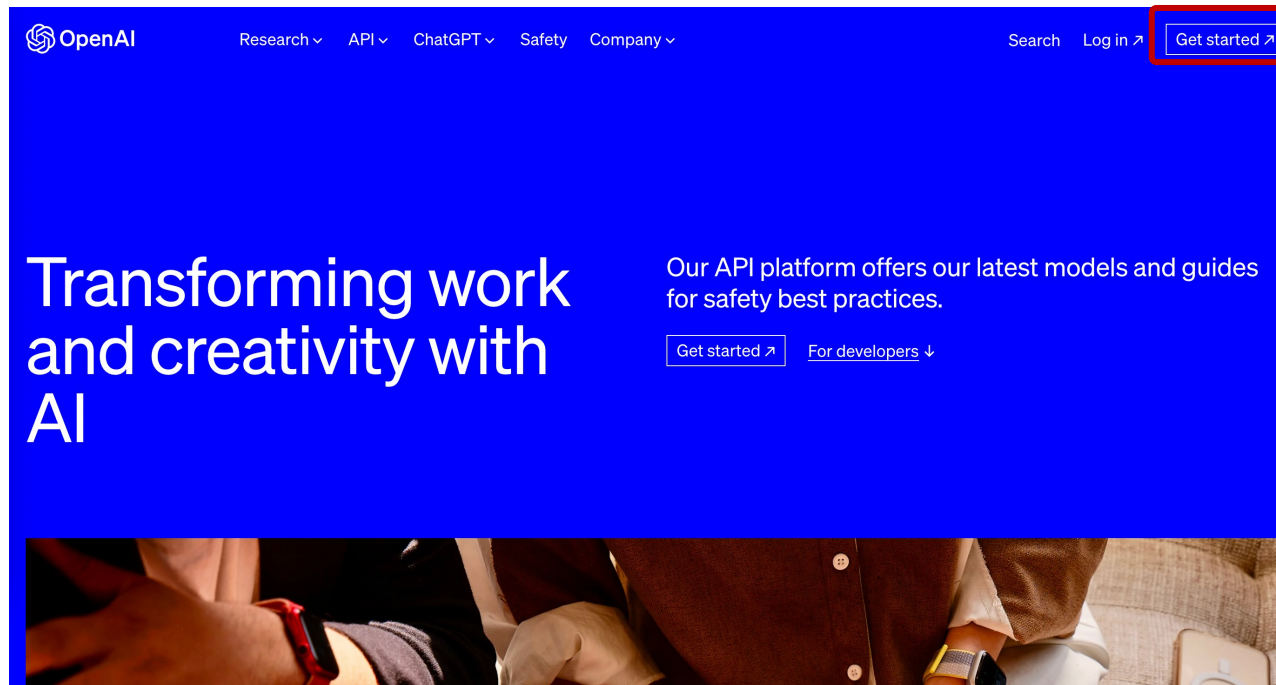 OpenAI
Research API ChatGPT Safety Company Search Log in ↗ Get started ↗
Transforming work
and creativity with
AI
Our API platform offers our latest models and guides
for safety best practices.
Get started ↗ For developers ↓